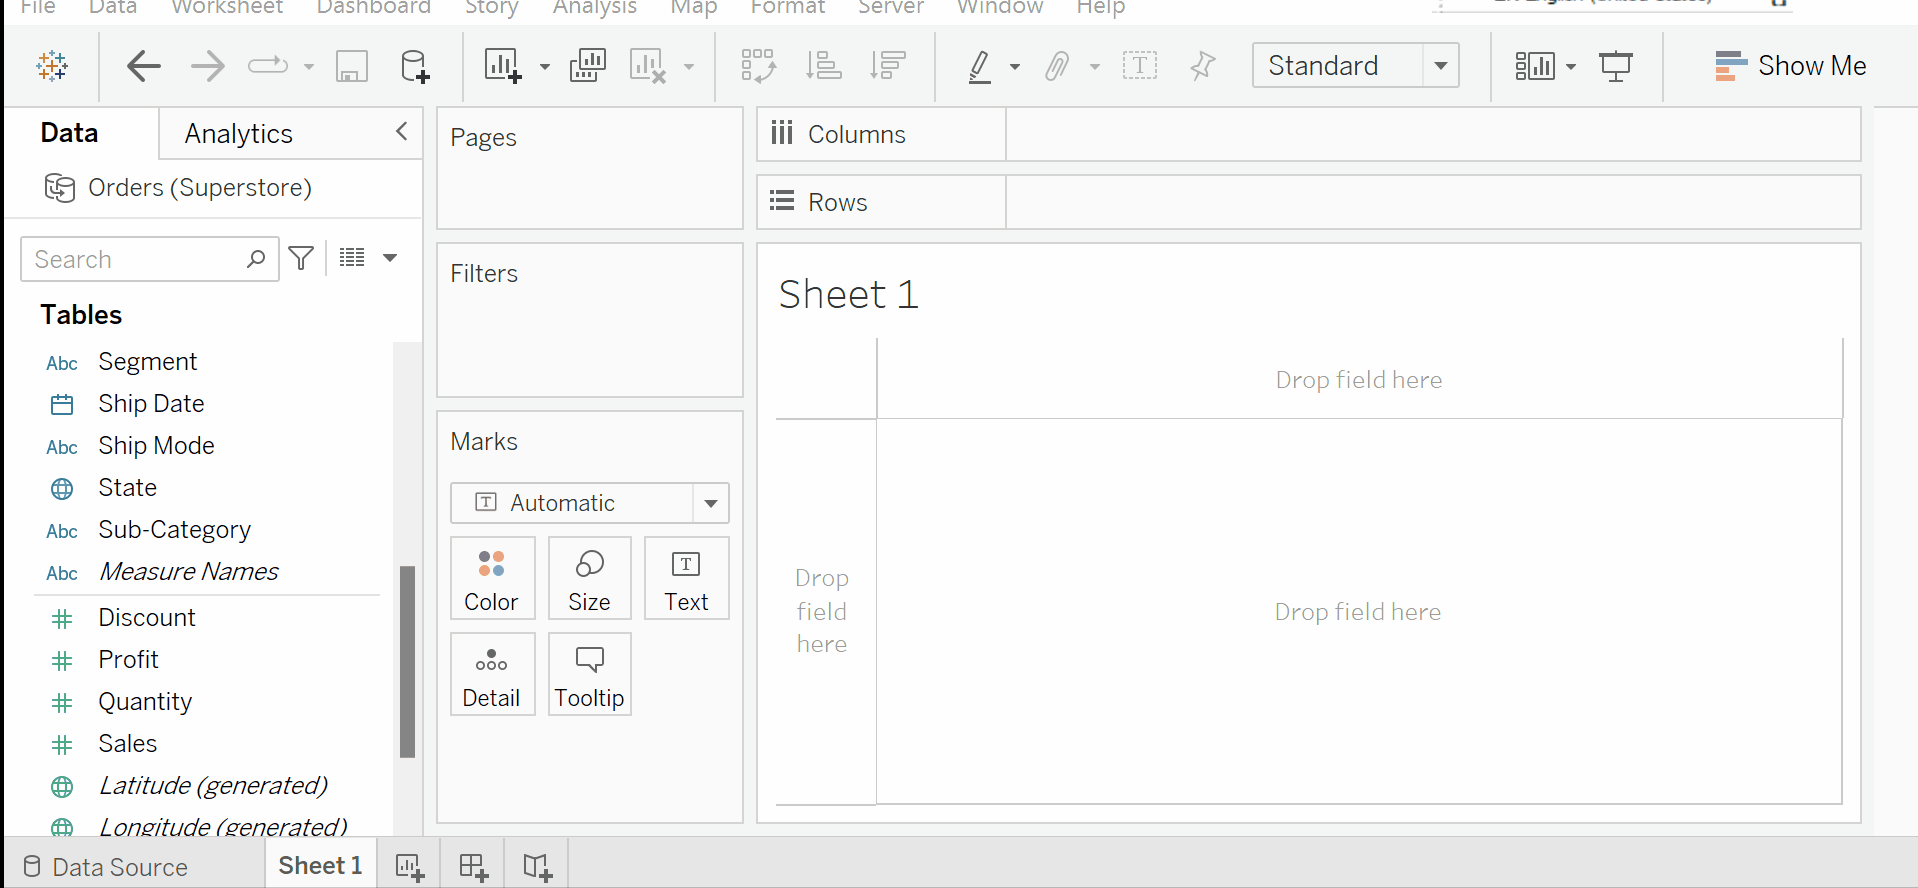 File Data Worksheet Dashboard Story Analysis Map Format Server Window Help
Standard
Show Me
Data Analytics
Orders (Superstore)
Search
Tables
Abc Segment
Ship Date
Abc Ship Mode
State
Abc Sub-Category
Abc Measure Names
Discount
Profit
Quantity
Sales
Latitude (generated)
Longitude (generated)
Pages
Filters
Marks
T Automatic
Color Size Text
Detail Tooltip
Columns
Rows
Sheet 1
Drop field here
Drop
field
here
Drop field here
Data Source Sheet 1